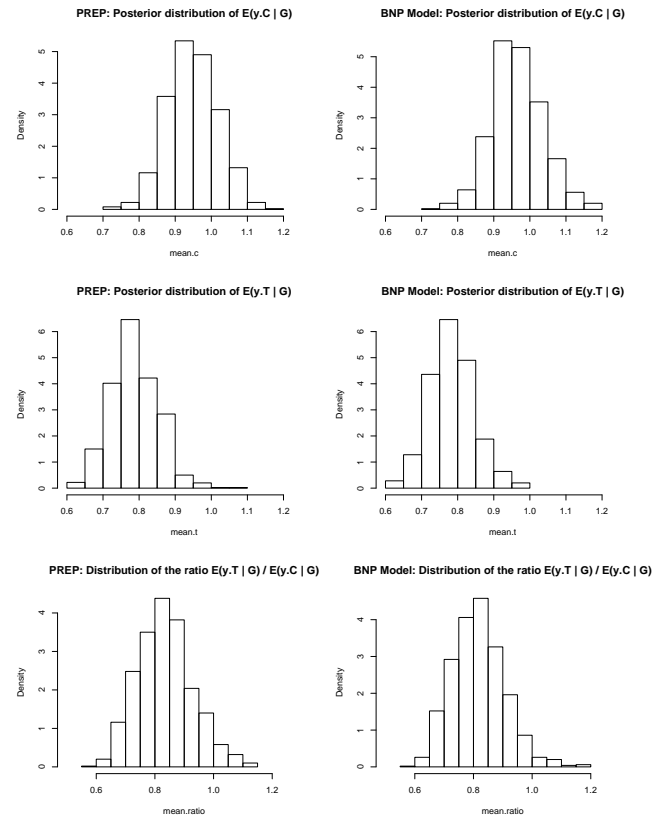 PREP: Posterior distribution of E(y.C | G)
Density
0 1 2 3 4 5
0.6 0.7 0.8 0.9 1.0 1.1 1.2
mean.c
BNP Model: Posterior distribution of E(y.C | G)
Density
0 1 2 3 4 5
0.6 0.7 0.8 0.9 1.0 1.1 1.2
mean.c
PREP: Posterior distribution of E(y.T | G)
Density
0 1 2 3 4 5 6
0.6 0.7 0.8 0.9 1.0 1.1 1.2
mean.t
BNP Model: Posterior distribution of E(y.T | G)
Density
0 1 2 3 4 5 6
0.6 0.7 0.8 0.9 1.0 1.1 1.2
mean.t
PREP: Distribution of the ratio E(y.T | G) / E(y.C | G)
Density
0 1 2 3 4
0.6 0.8 1.0 1.2
mean.ratio
BNP Model: Distribution of the ratio E(y.T | G) / E(y.C | G)
Density
0 1 2 3 4
0.6 0.8 1.0 1.2
mean.ratio